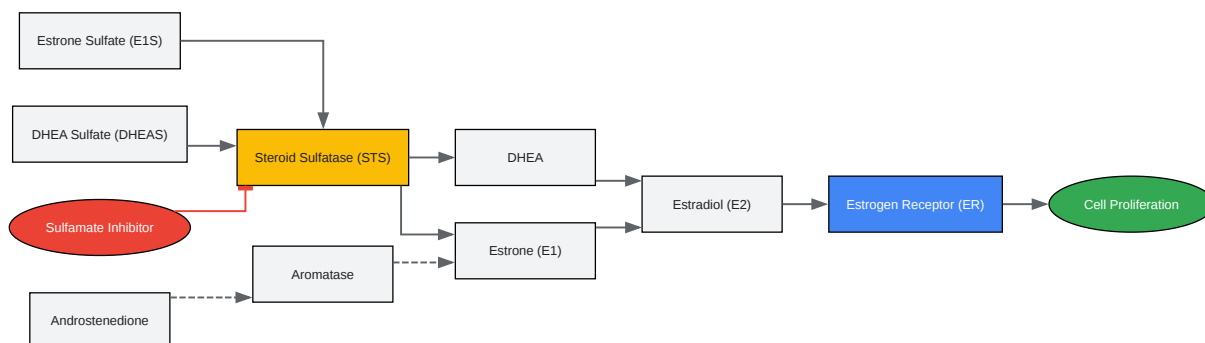 Estrone Sulfate (E1S)
DHEA Sulfate (DHEAS)
Steroid Sulfatase (STS)
DHEA
Sulfamate Inhibitor
Estradiol (E2)
Estrogen Receptor (ER)
Cell Proliferation
Estrone (E1)
Aromatase
Androstenedione